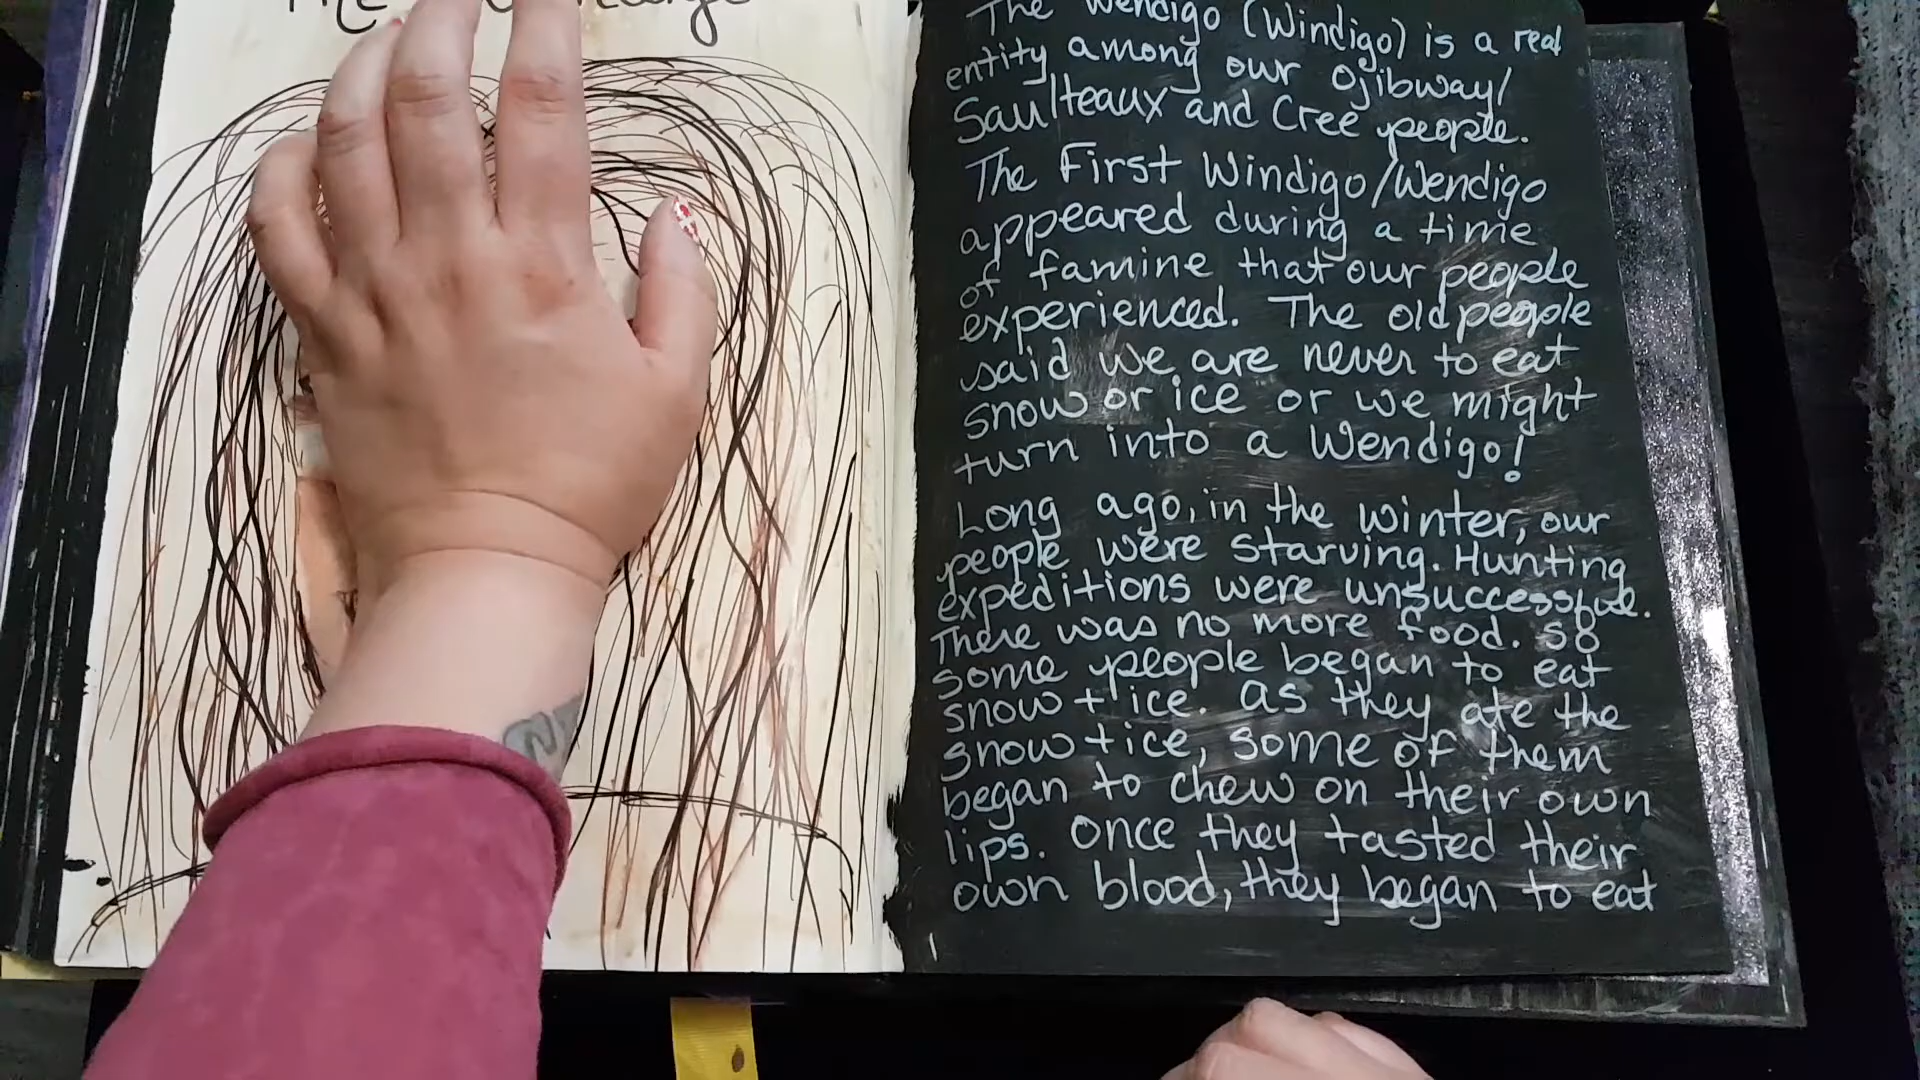 The
The Wendigo (Windigo) is a real
entity among our Ojibway/
Saulteaux and Cree people.
The First Windigo/Wendigo
appeared during a time
of famine that our people
experienced. The old people
said we are never to eat
snow or ice or we might
turn into a Wendigo!
Long ago, in the winter, our
people were starving. Hunting
expeditions were unsuccessful.
There was no more food. So
some people began to eat
snow + ice. As they ate the
snow + ice, some of them
began to chew on their own
lips. Once they tasted their
own blood, they began to eat